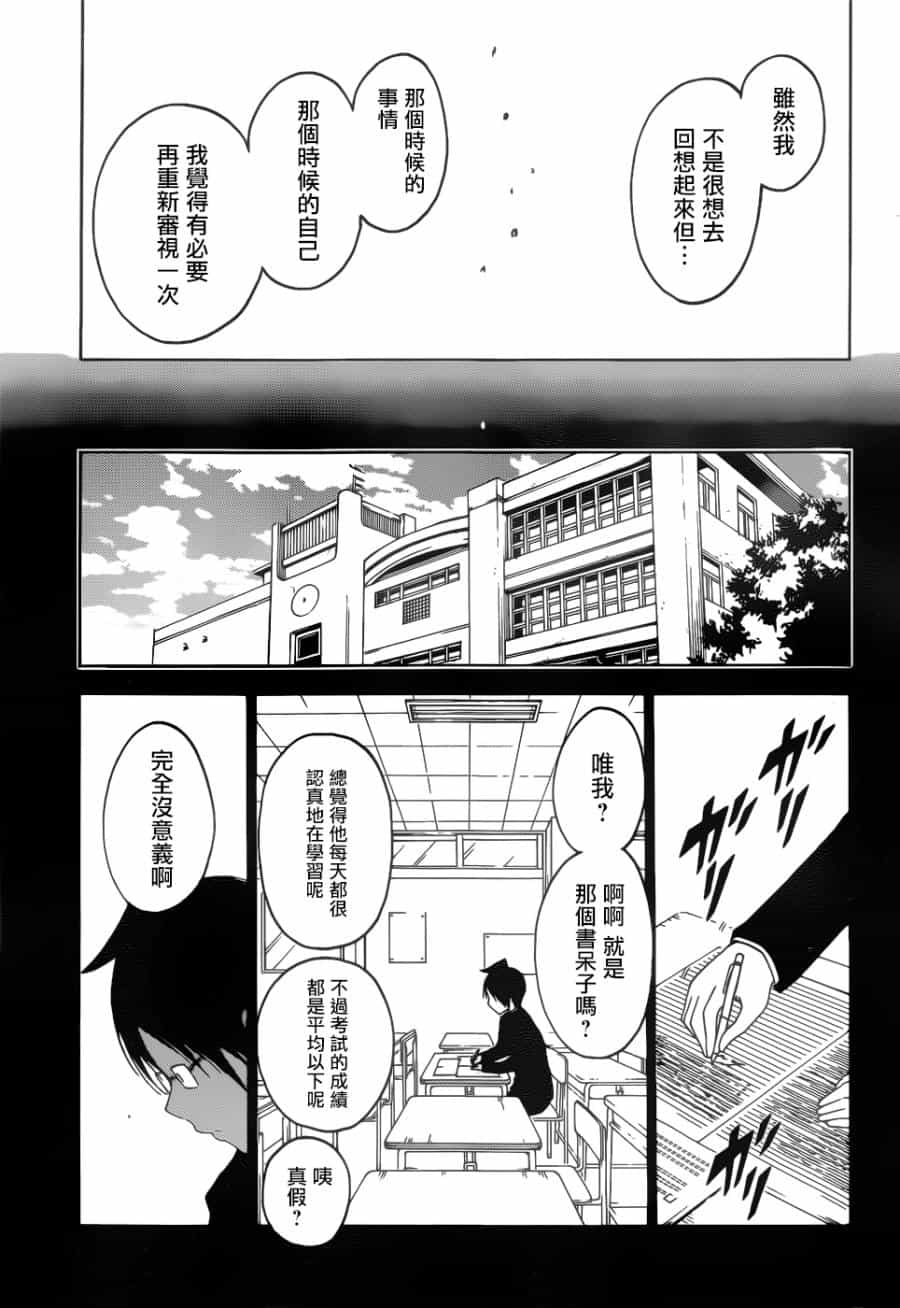 雖然我
不是很想去
回想起來但…
那個時候的
事情
那個時候的自己
我覺得有必要
再重新審視一次
ガッ
ガッ
ガッ
唯我?
啊啊 就是
那個書呆子嗎?
總覺得他每天都很
認真地在學習呢
不過考試的成績
都是平均以下呢
咦
真假?
完全沒意義啊